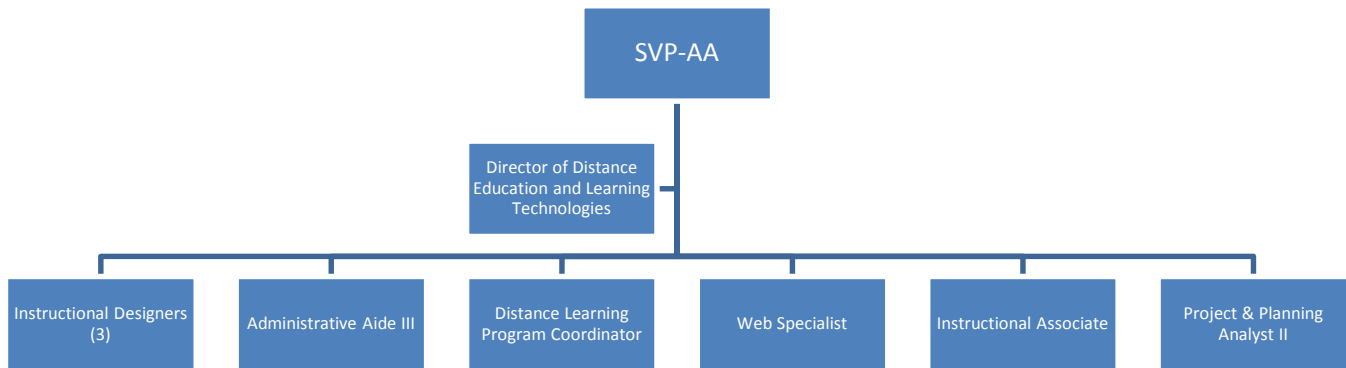 SVP-AA
Director of Distance
Education and Learning
Technologies
Instructional Designers
(3)
Administrative Aide III
Distance Learning
Program Coordinator
Web Specialist
Instructional Associate
Project & Planning
Analyst II